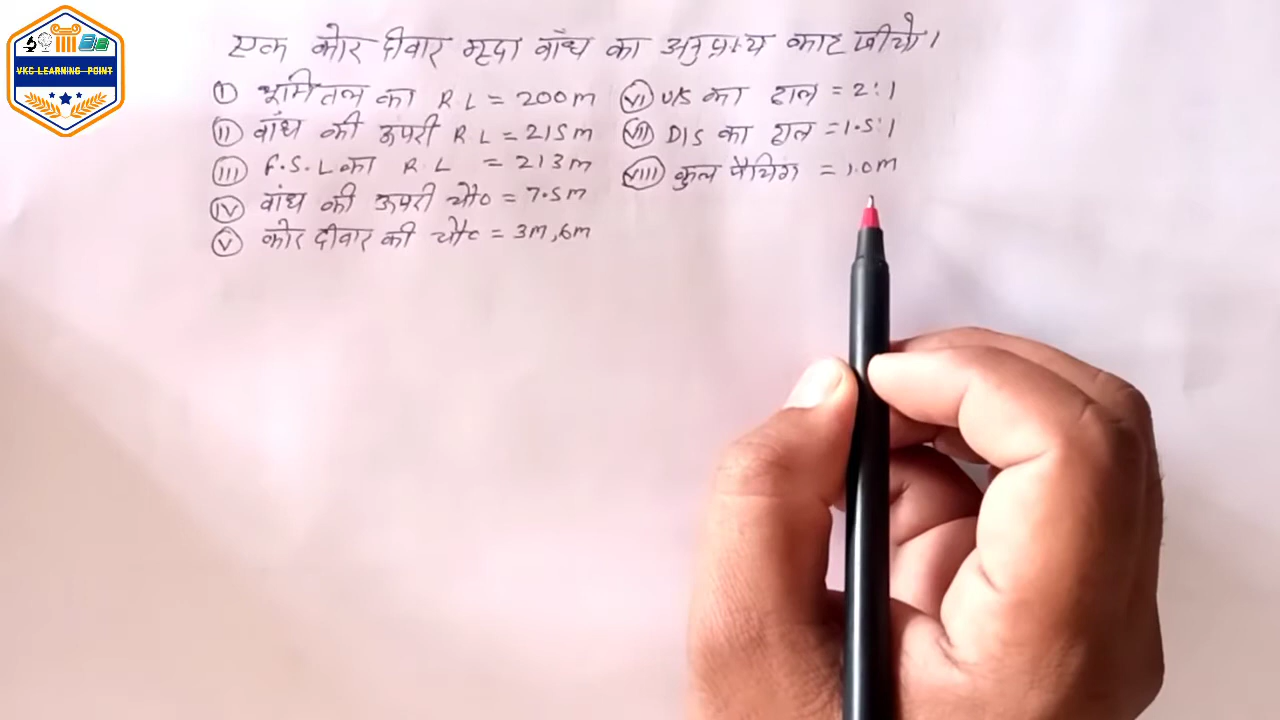 VKG LEARNING POINT
एक कोर दीवार मृदा बाँध का अनुप्रस्थ काट खींचो।
I भूमितल का R L = 200m
II बांध की ऊपरी R L = 215m
III F.S.L का R.L = 213m
IV बांध की ऊपरी चौ० = 7.5m
V कोर दीवार की चौ० = 3m, 6m
VI U/S का ढाल = 2:1
VII D/S का ढाल = 1.5:1
VIII कुल पैचिंग = 1.0m